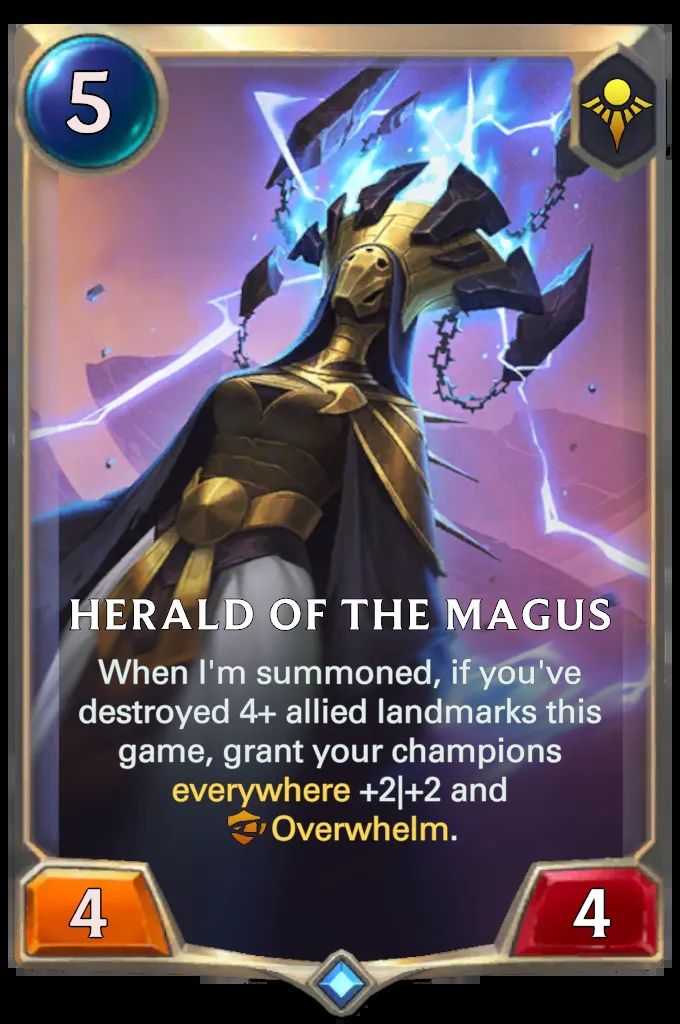 5
HERALD OF THE MAGUS
When I'm summoned, if you've
destroyed 4+ allied landmarks this
game, grant your champions
everywhere +2|+2 and
Overwhelm.
4
4